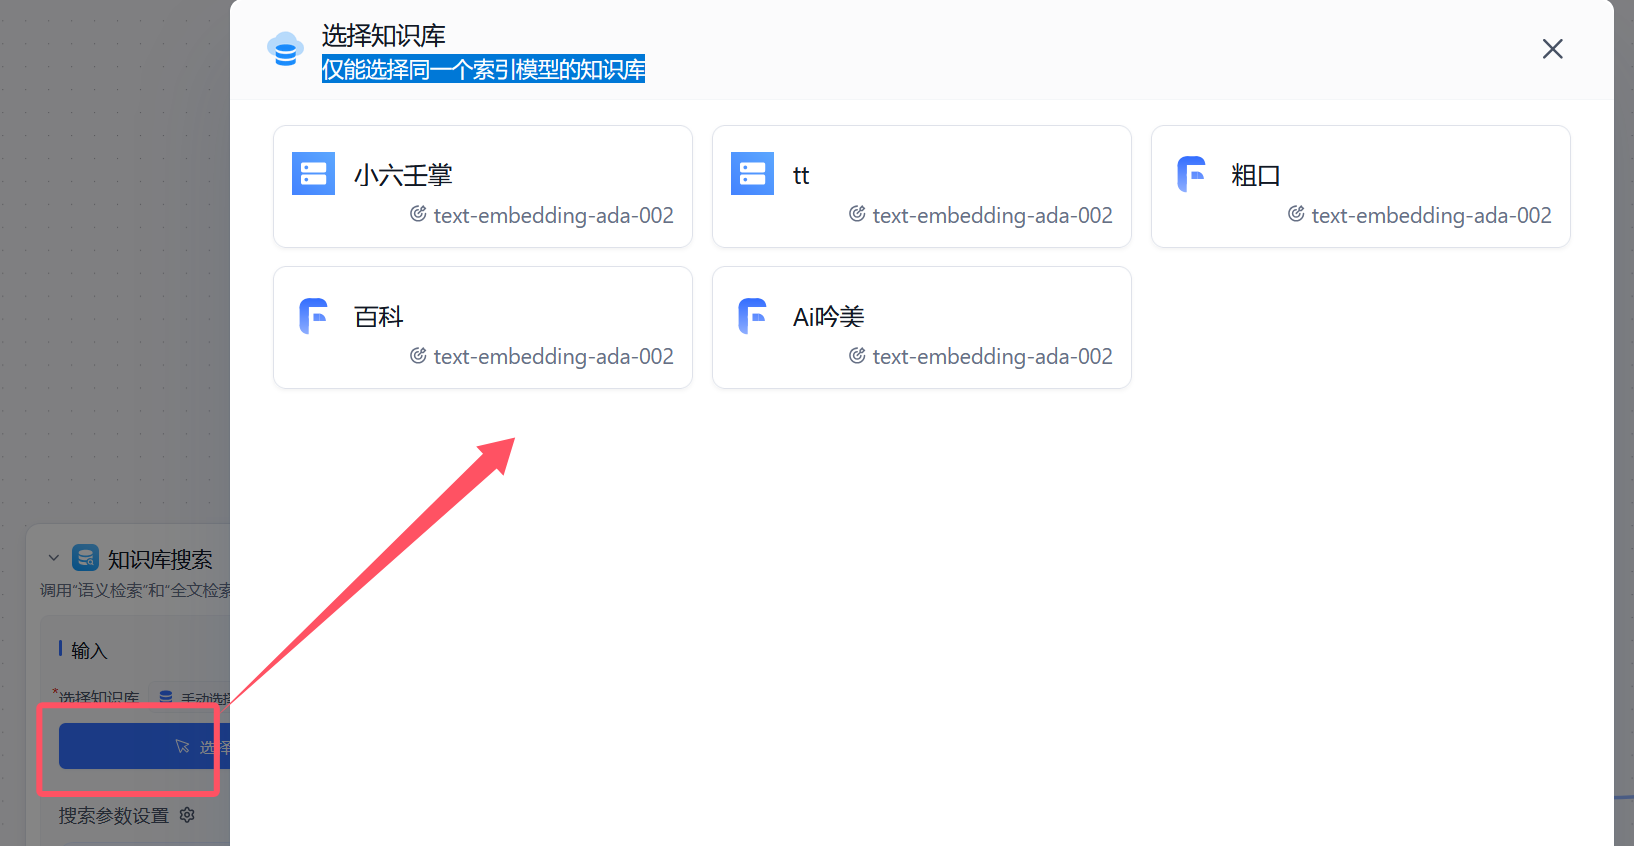 选择知识库
仅能选择同一个索引模型的知识库
小六壬掌
text-embedding-ada-002
tt
text-embedding-ada-002
粗口
text-embedding-ada-002
百科
text-embedding-ada-002
Ai吟美
text-embedding-ada-002
知识库搜索
调用“语义检索”和“全文检索
输入
*选择知识库 手动选择
选择
搜索参数设置